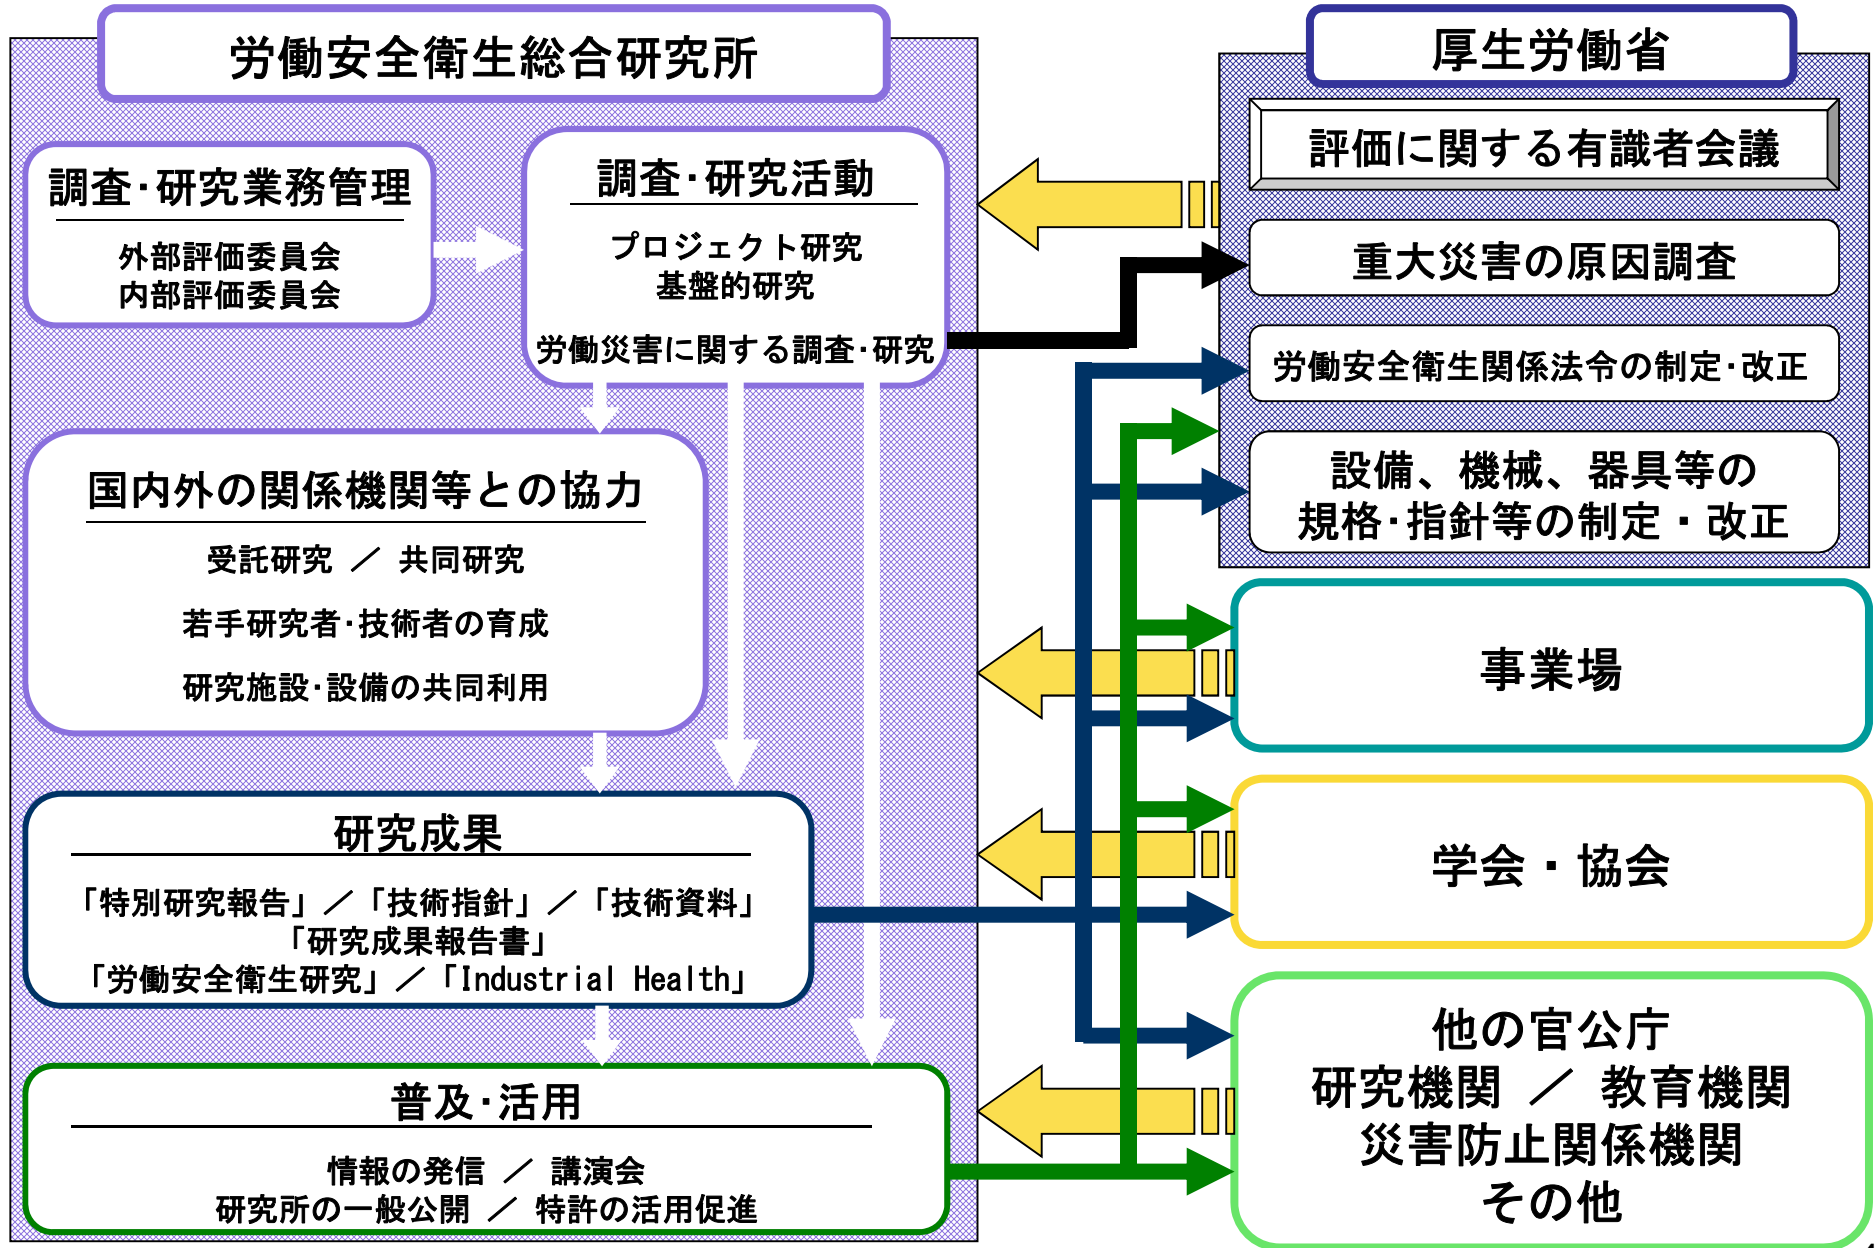 労働安全衛生総合研究所
調査・研究業務管理
外部評価委員会
内部評価委員会
調査・研究活動
プロジェクト研究
基盤的研究
労働災害に関する調査・研究
国内外の関係機関等との協力
受託研究 ／ 共同研究
若手研究者・技術者の育成
研究施設・設備の共同利用
研究成果
「特別研究報告」／「技術指針」／「技術資料」
「研究成果報告書」
「労働安全衛生研究」／「Industrial Health」
普及・活用
情報の発信 ／ 講演会
研究所の一般公開 ／ 特許の活用促進
厚生労働省
評価に関する有識者会議
重大災害の原因調査
労働安全衛生関係法令の制定・改正
設備、機械、器具等の
規格・指針等の制定・改正
事業場
学会・協会
他の官公庁
研究機関 ／ 教育機関
災害防止関係機関
その他